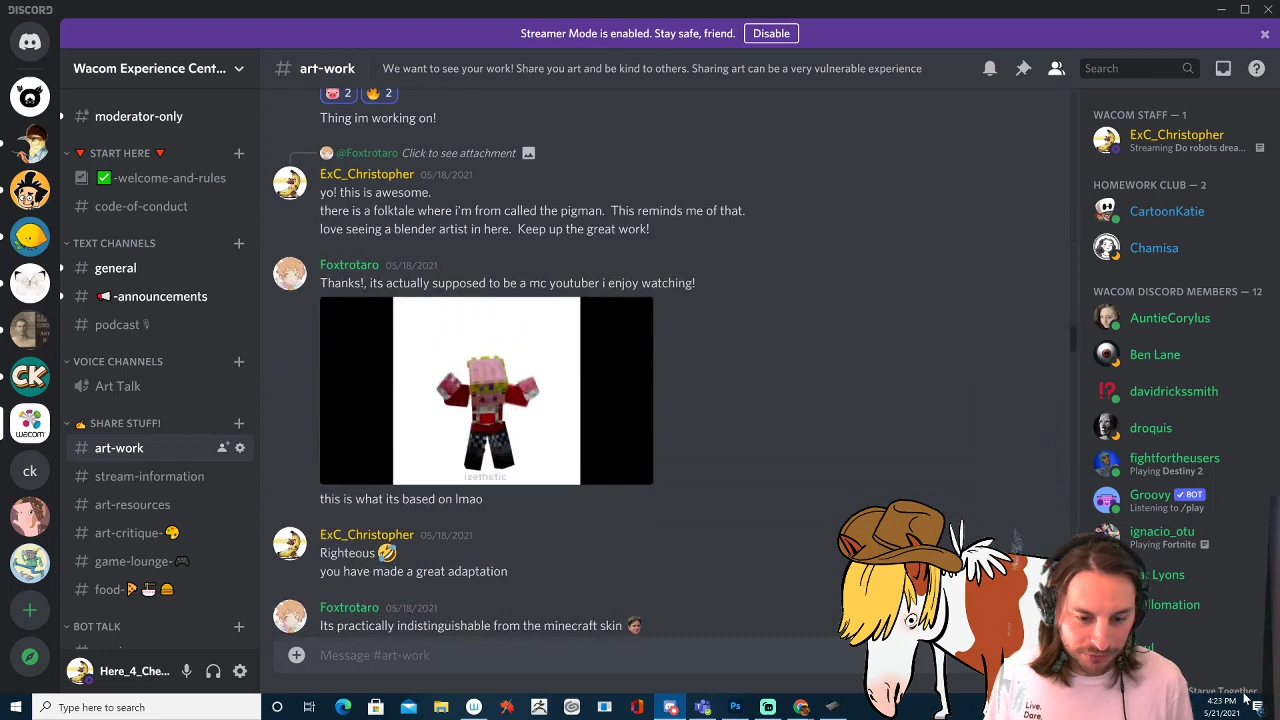 DISCORD
Streamer Mode is enabled. Stay safe, friend.
Disable
Wacom Experience Cent...
art-work
We want to see your work! Share you art and be kind to others. Sharing art can be a very vulnerable experience
Search
moderator-only
START HERE
-welcome-and-rules
code-of-conduct
TEXT CHANNELS
general
-announcements
podcast
VOICE CHANNELS
Art Talk
SHARE STUFF!
art-work
stream-information
art-resources
art-critique-
game-lounge-
food-
BOT TALK
Here_4_Che...
wacom
CK
ck
2
2
Thing im working on!
@Foxtrotaro Click to see attachment
ExC_Christopher 05/18/2021
yo! this is awesome.
there is a folktale where i'm from called the pigman. This reminds me of that.
love seeing a blender artist in here. Keep up the great work!
Foxtrotaro 05/18/2021
Thanks!, its actually supposed to be a mc youtuber i enjoy watching!
izethetic
this is what its based on lmao
ExC_Christopher 05/18/2021
Righteous
you have made a great adaptation
Foxtrotaro 05/18/2021
Its practically indistinguishable from the minecraft skin
Message #art-work
WACOM STAFF — 1
ExC_Christopher
Streaming Do robots drea...
HOMEWORK CLUB — 2
CartoonKatie
Chamisa
WACOM DISCORD MEMBERS — 12
AuntieCorylus
Ben Lane
davidrickssmith
droquis
fightfortheusers
Playing Destiny 2
Groovy BOT
Listening to /play
ignacio_otu
Playing Fortnite
Lyons
Starve Together
Live.
Dare.
Type here to search
4:23 PM
5/21/2021